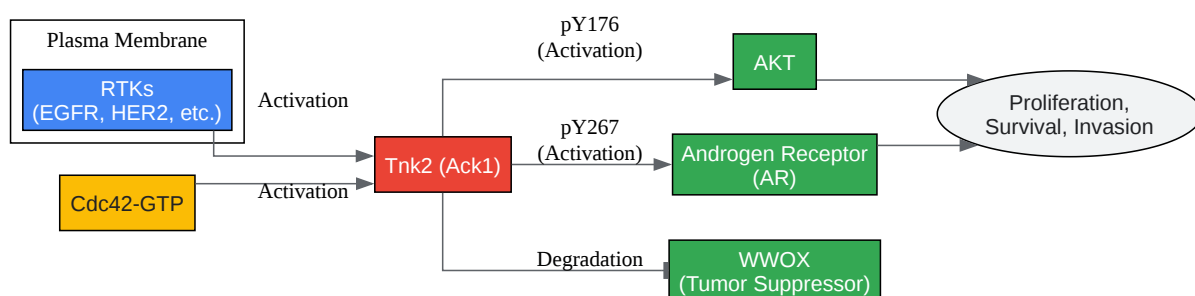 Plasma Membrane
RTKs
(EGFR, HER2, etc.)
Activation
Cdc42-GTP
Activation
Tnk2 (Ack1)
pY176
(Activation)
AKT
pY267
(Activation)
Androgen Receptor
(AR)
Degradation
WWOX
(Tumor Suppressor)
Proliferation,
Survival, Invasion